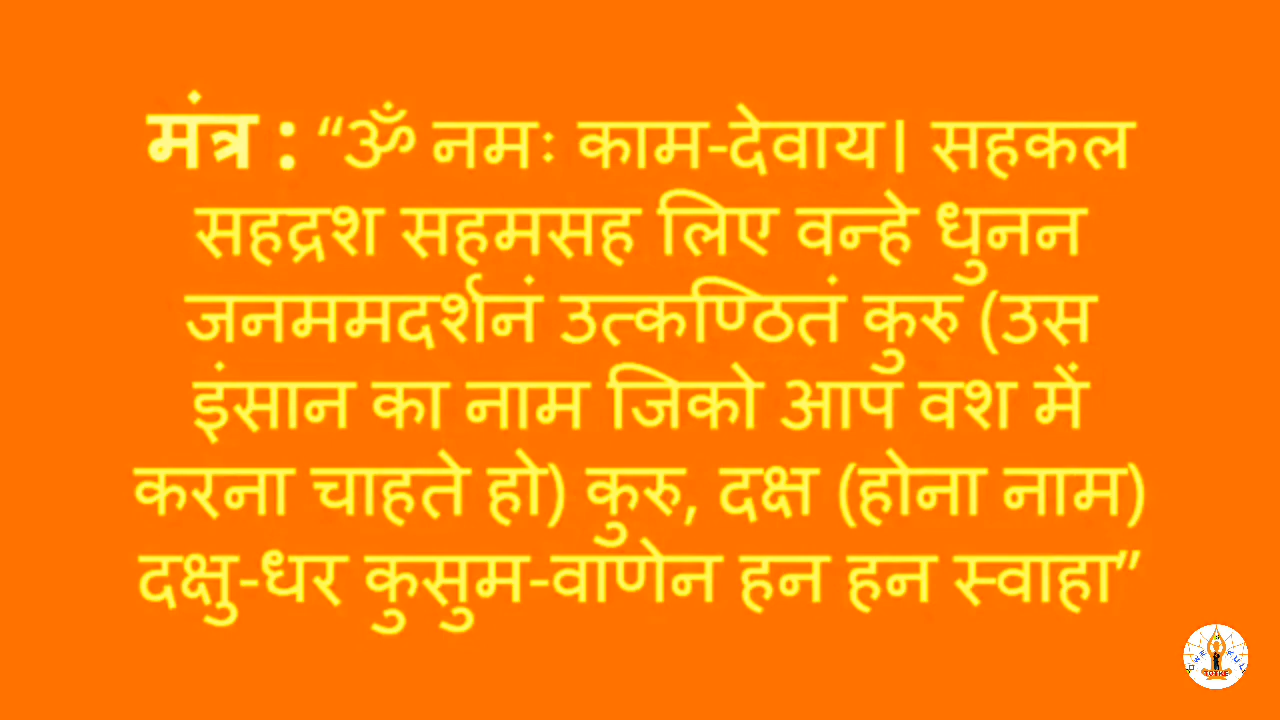 मंत्र : “ॐ नमः काम-देवाय। सहकल
सहद्रश सहमसह लिए वन्हे धुनन
जनममदर्शनं उत्कण्ठितं कुरु (उस
इंसान का नाम जिको आप वश में
करना चाहते हो) कुरु, दक्ष (होना नाम)
दक्षु-धर कुसुम-वाणेन हन हन स्वाहा”
TOTKE